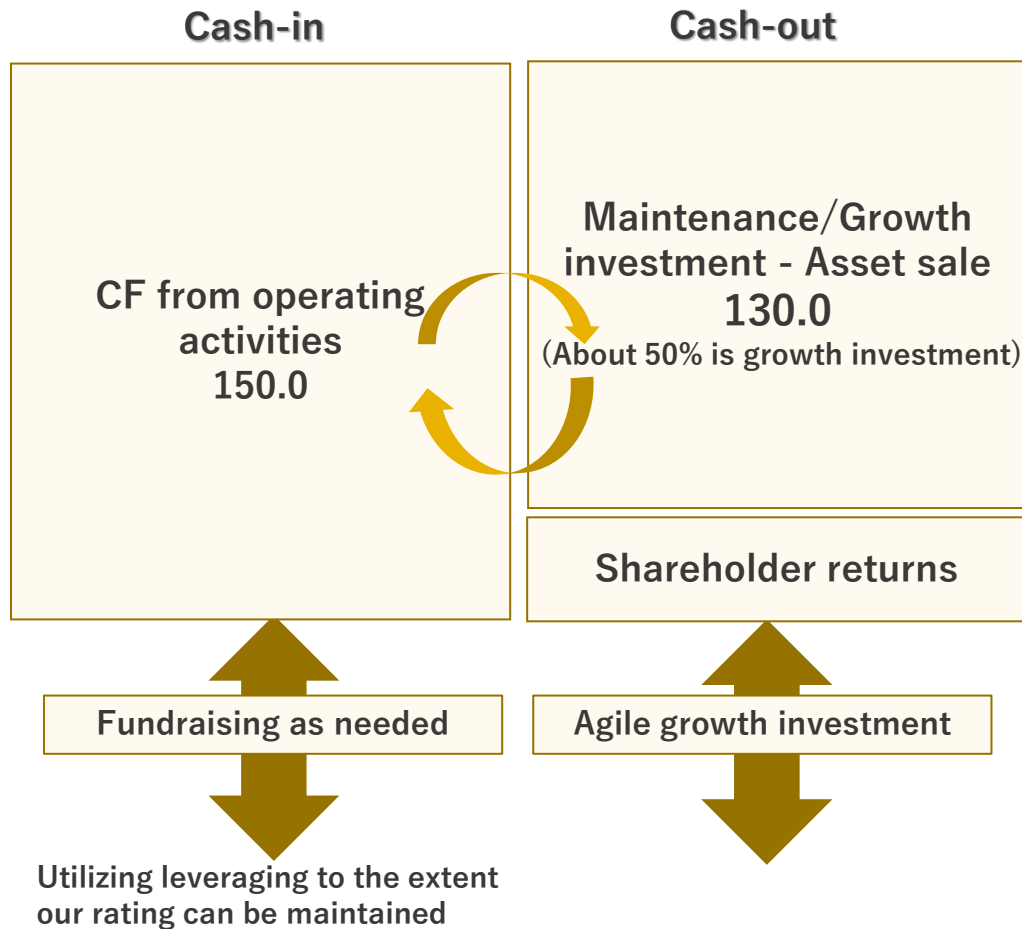 Cash-in
CF from operating
activities
150.0
Fundraising as needed
Utilizing leveraging to the extent
our rating can be maintained
Cash-out
Maintenance/Growth
investment - Asset sale
130.0
(About 50% is growth investment)
Shareholder returns
Agile growth investment